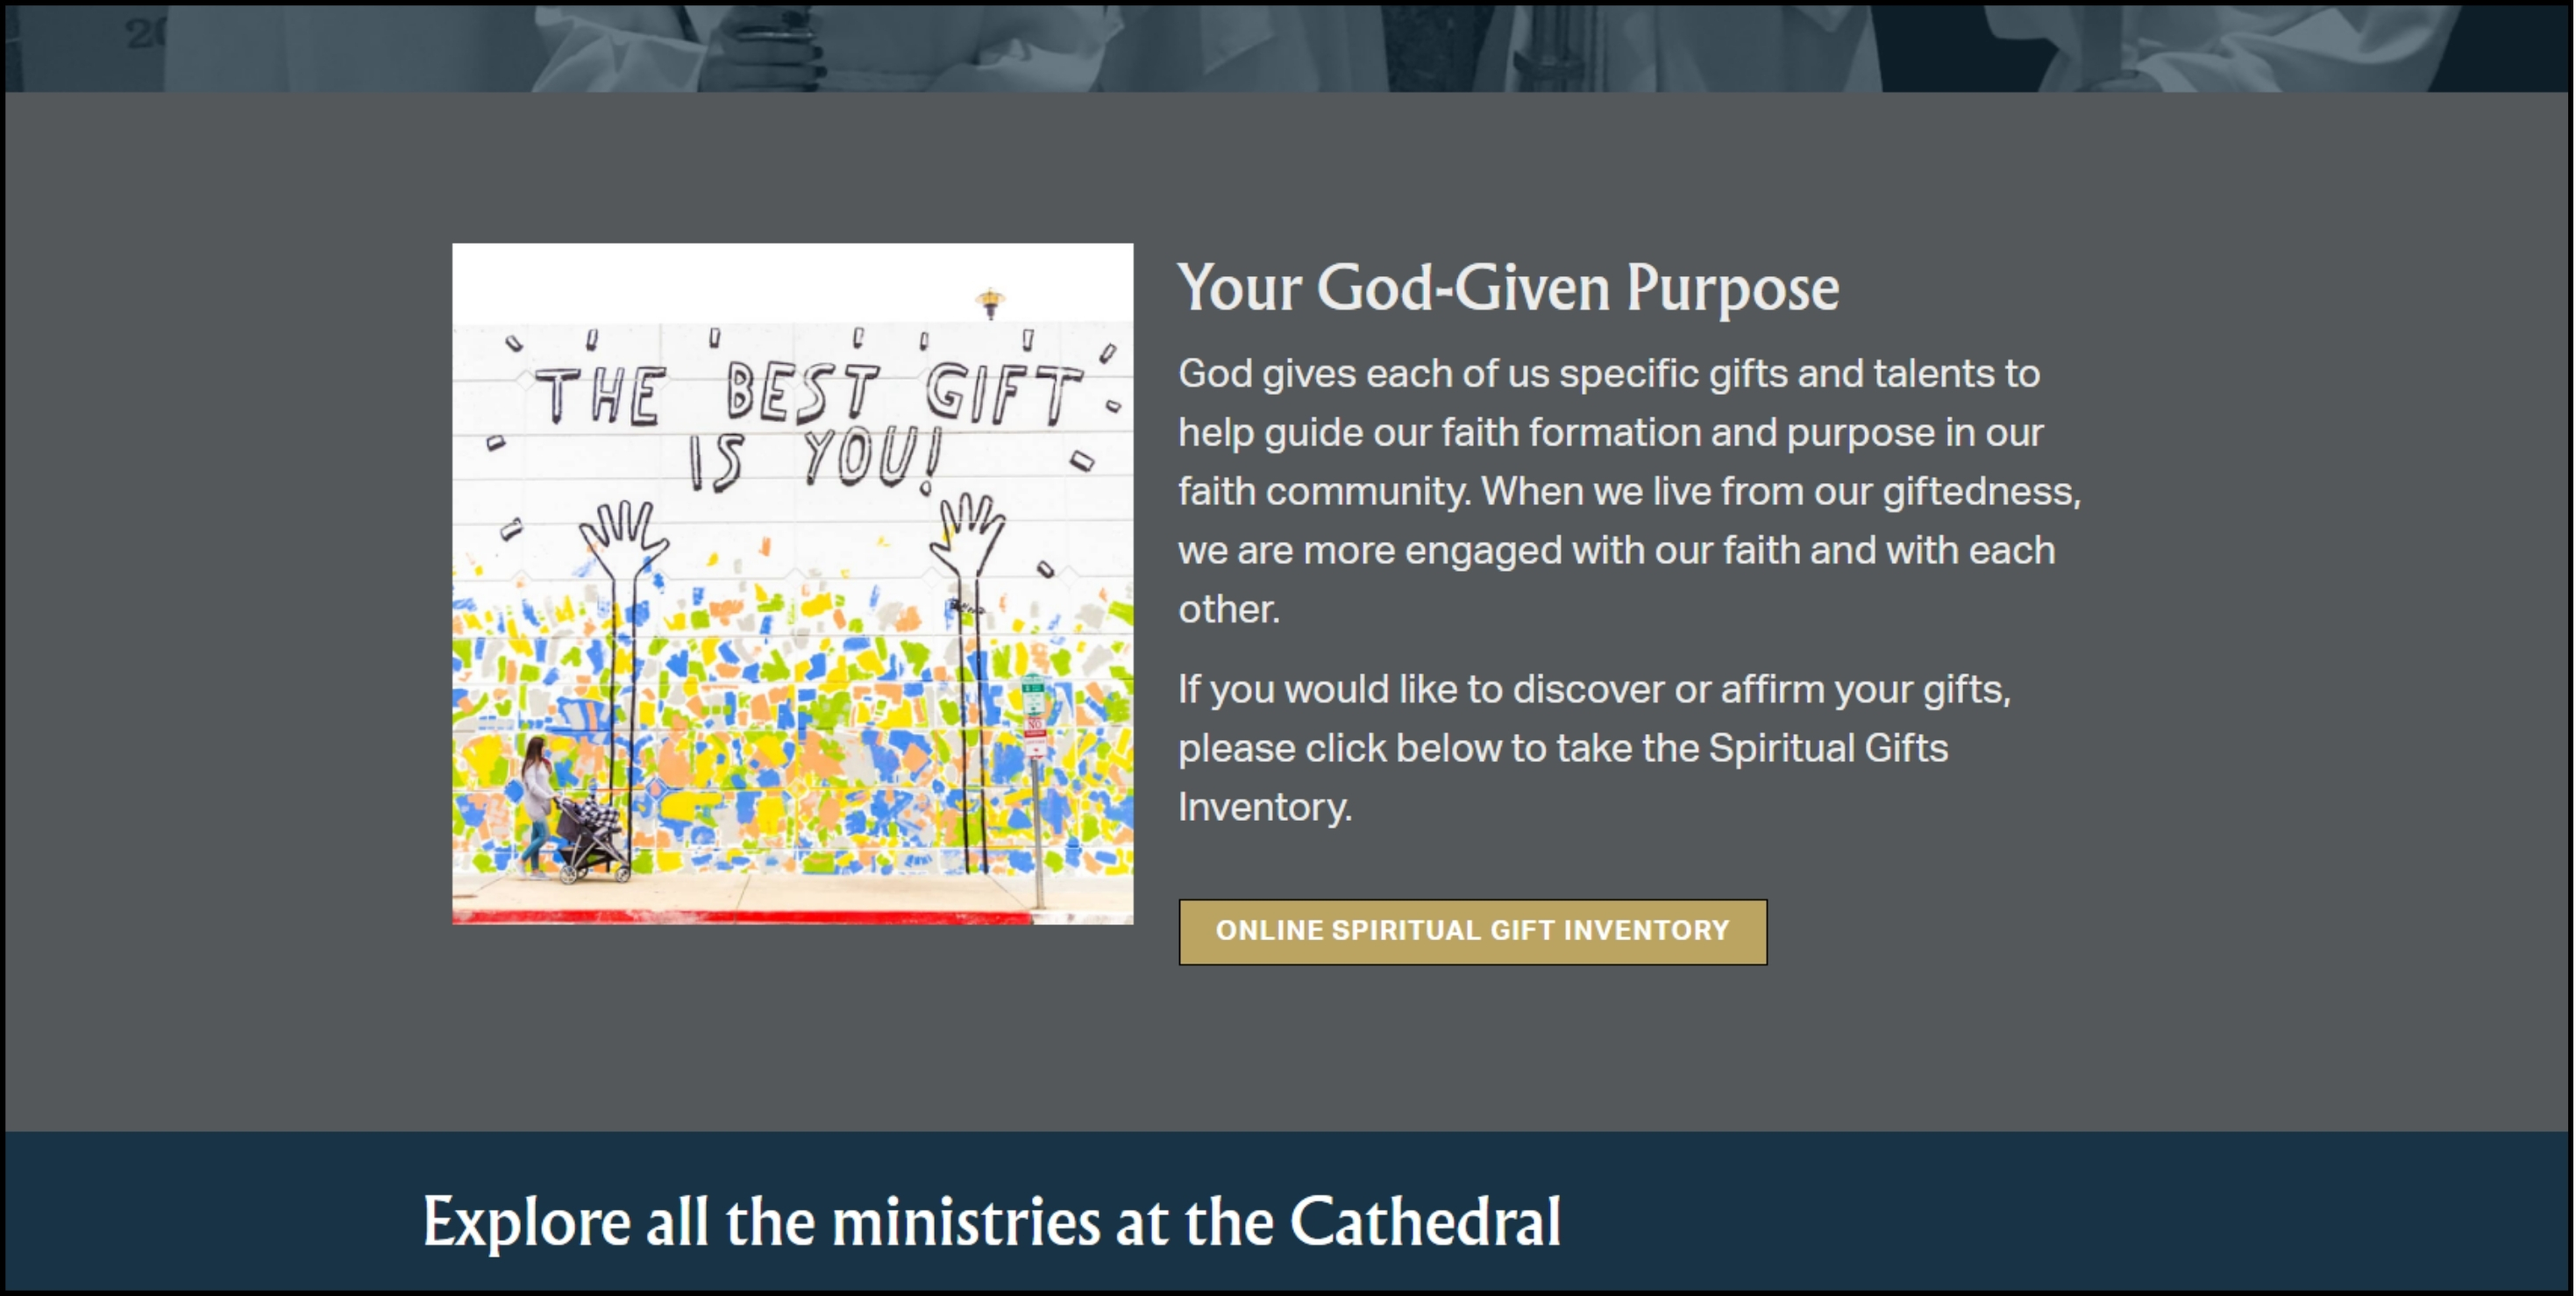 20
THE BEST GIFT
IS YOU!
NO
Your God-Given Purpose
God gives each of us specific gifts and talents to
help guide our faith formation and purpose in our
faith community. When we live from our giftedness,
we are more engaged with our faith and with each
other.
If you would like to discover or affirm your gifts,
please click below to take the Spiritual Gifts
Inventory.
ONLINE SPIRITUAL GIFT INVENTORY
Explore all the ministries at the Cathedral